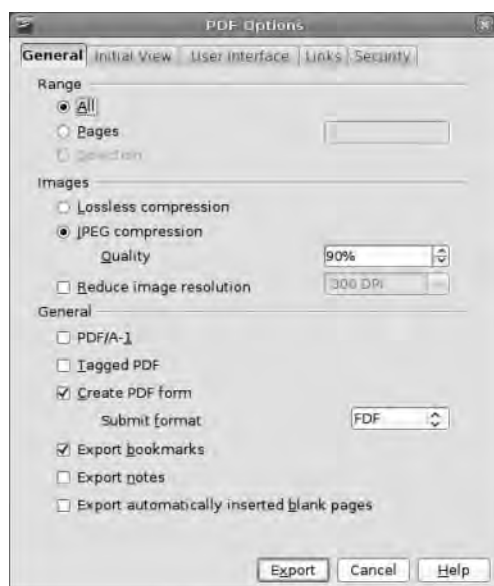 PDF Options
General Initial View User Interface Links Security
Range
All
Pages
Selection
Images
Lossless compression
JPEG compression
Quality 90%
Reduce image resolution 300 DPI
General
PDF/A-1
Tagged PDF
Create PDF form
Submit format FDF
Export bookmarks
Export notes
Export automatically inserted blank pages
Export Cancel Help